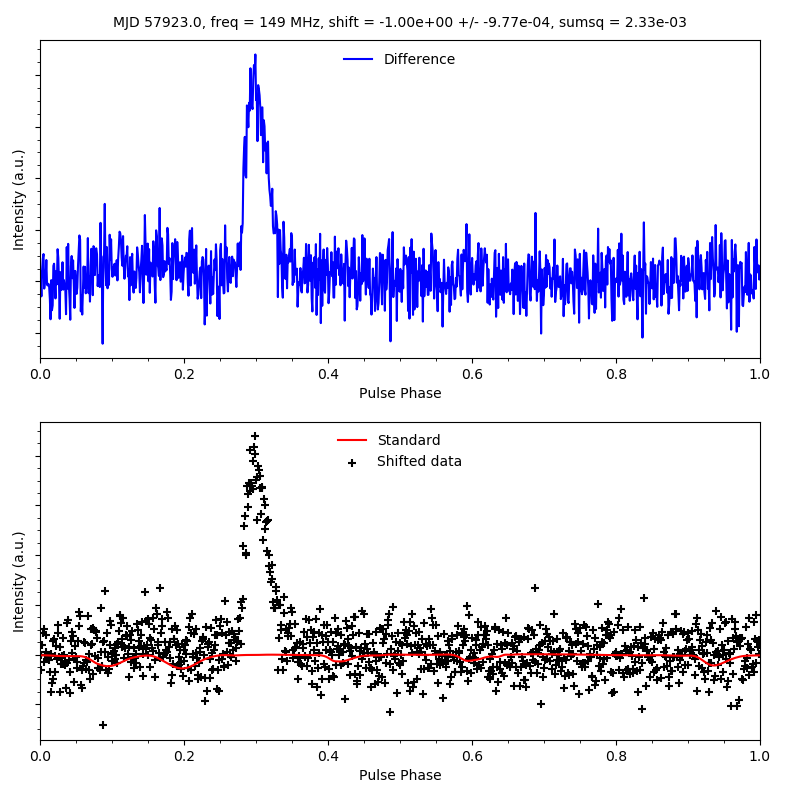 MJD 57923.0, freq = 149 MHz, shift = -1.00e+00 +/- -9.77e-04, sumsq = 2.33e-03
Difference
Intensity (a.u.)
0.0 0.2 0.4 0.6 0.8 1.0
Pulse Phase
Standard
Shifted data
Intensity (a.u.)
0.0 0.2 0.4 0.6 0.8 1.0
Pulse Phase